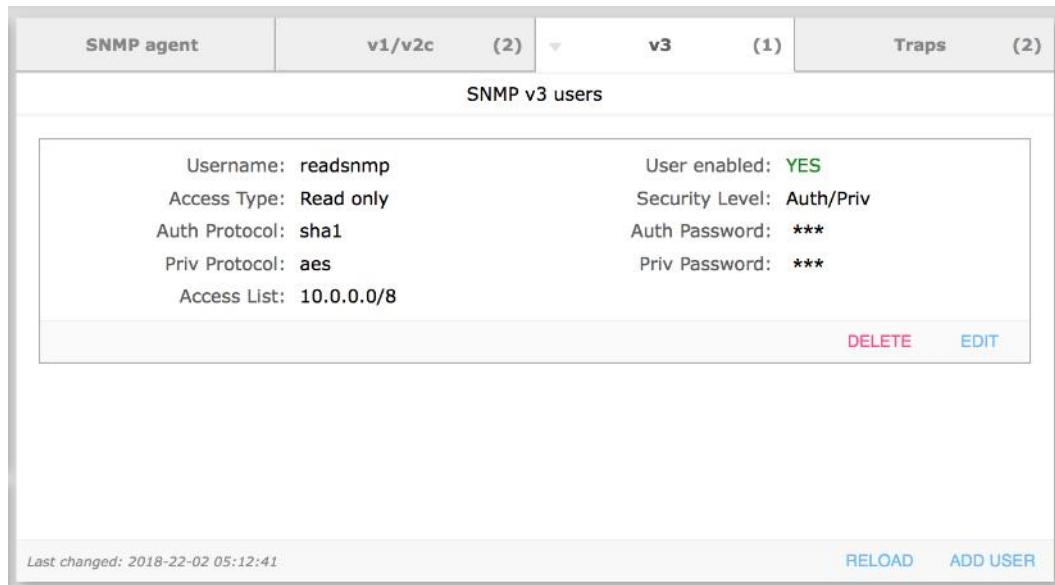 SNMP agent v1/v2c (2) v3 (1) Traps (2)
SNMP v3 users
Username: readsnmp User enabled: YES
Access Type: Read only Security Level: Auth/Priv
Auth Protocol: sha1 Auth Password: ***
Priv Protocol: aes Priv Password: ***
Access List: 10.0.0.0/8
DELETE EDIT
Last changed: 2018-22-02 05:12:41 RELOAD ADD USER